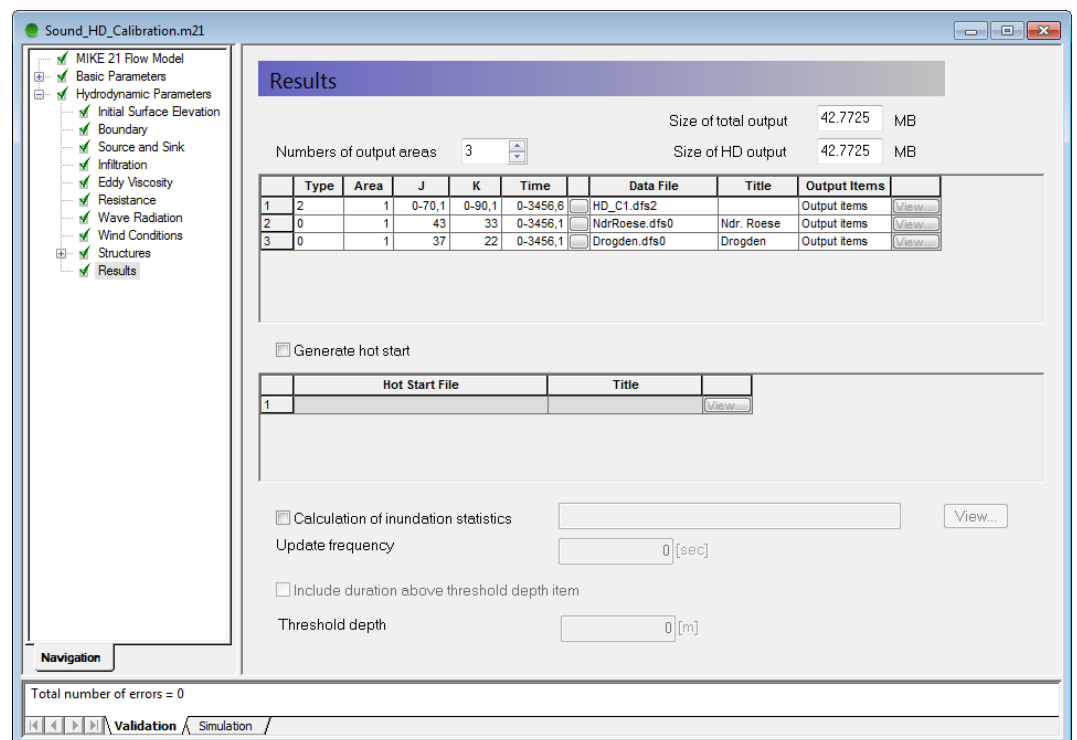 Sound_HD_Calibration.m21
MIKE 21 Flow Model
Basic Parameters
Hydrodynamic Parameters
Initial Surface Elevation
Boundary
Source and Sink
Infiltration
Eddy Viscosity
Resistance
Wave Radiation
Wind Conditions
Structures
Results
Navigation
Results
Size of total output 42.7725 MB
Numbers of output areas 3 Size of HD output 42.7725 MB
Type Area J K Time Data File Title Output Items
1 2 1 0-70,1 0-90,1 0-3456,6 HD_C1.dfs2 Output items View...
2 0 1 43 33 0-3456,1 NdrRoese.dfs0 Ndr. Roese Output items View...
3 0 1 37 22 0-3456,1 Drogden.dfs0 Drogden Output items View...
Generate hot start
Hot Start File Title
1 View...
Calculation of inundation statistics View...
Update frequency 0 [sec]
Include duration above threshold depth item
Threshold depth 0 [m]
Total number of errors = 0
Validation Simulation